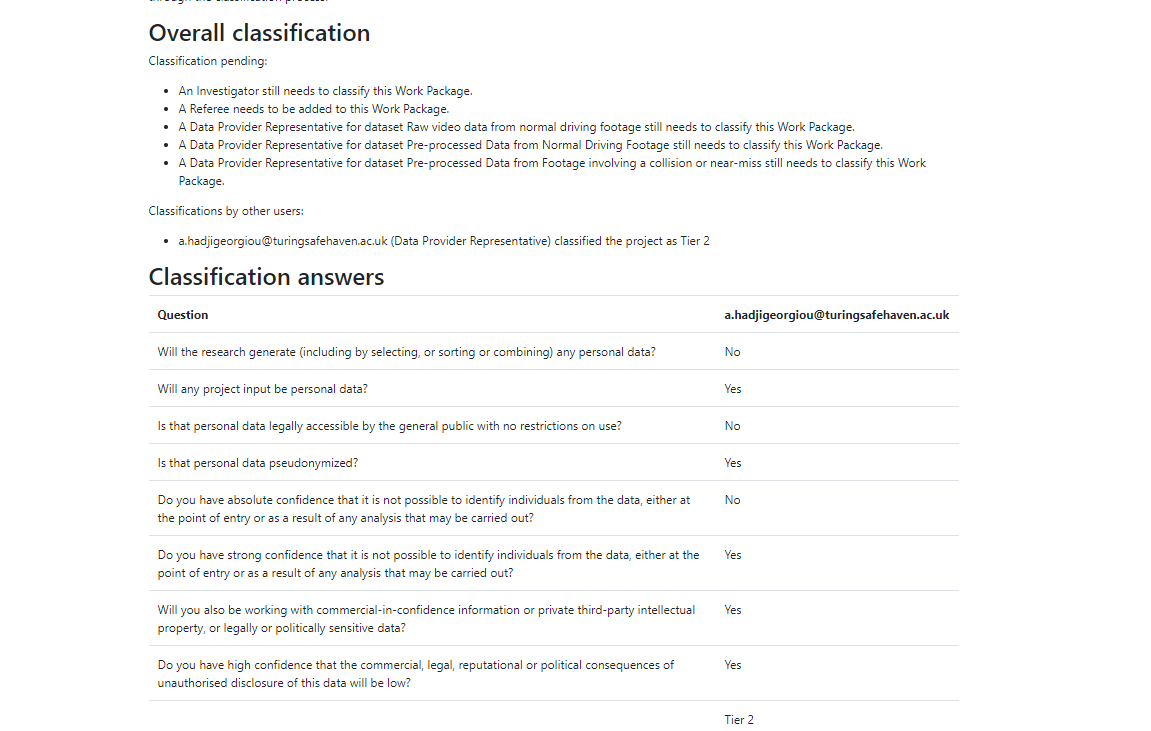 through the classification process.
Overall classification
Classification pending:
An Investigator still needs to classify this Work Package.
A Referee needs to be added to this Work Package.
A Data Provider Representative for dataset Raw video data from normal driving footage still needs to classify this Work Package.
A Data Provider Representative for dataset Pre-processed Data from Normal Driving Footage still needs to classify this Work Package.
A Data Provider Representative for dataset Pre-processed Data from Footage involving a collision or near-miss still needs to classify this Work
Package.
Classifications by other users:
a.hadjigeorgiou@turingsafehaven.ac.uk (Data Provider Representative) classified the project as Tier 2
Classification answers
Question a.hadjigeorgiou@turingsafehaven.ac.uk
Will the research generate (including by selecting, or sorting or combining) any personal data? No
Will any project input be personal data? Yes
Is that personal data legally accessible by the general public with no restrictions on use? No
Is that personal data pseudonymized? Yes
Do you have absolute confidence that it is not possible to identify individuals from the data, either at No
the point of entry or as a result of any analysis that may be carried out?
Do you have strong confidence that it is not possible to identify individuals from the data, either at the Yes
point of entry or as a result of any analysis that may be carried out?
Will you also be working with commercial-in-confidence information or private third-party intellectual Yes
property, or legally or politically sensitive data?
Do you have high confidence that the commercial, legal, reputational or political consequences of Yes
unauthorised disclosure of this data will be low?
Tier 2